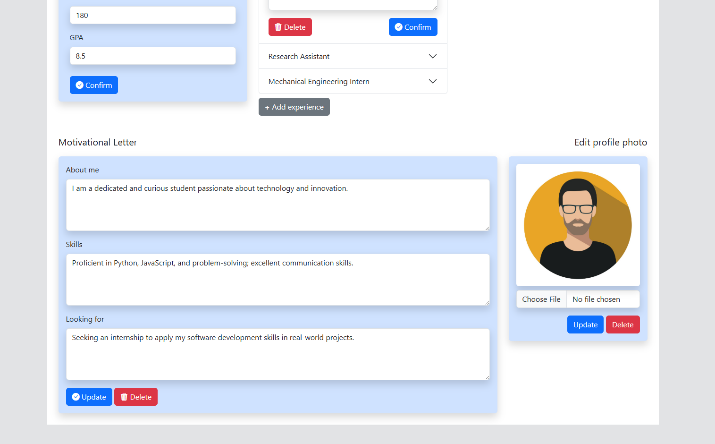 180
GPA
8.5
Confirm
Delete
Confirm
Research Assistant
Mechanical Engineering Intern
+ Add experience
Motivational Letter
About me
I am a dedicated and curious student passionate about technology and innovation.
Skills
Proficient in Python, JavaScript, and problem-solving; excellent communication skills.
Looking for
Seeking an internship to apply my software development skills in real-world projects.
Update
Delete
Edit profile photo
Choose File
No file chosen
Update
Delete